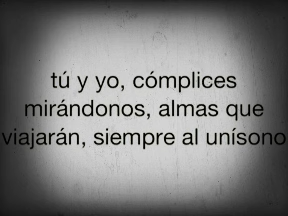 tú y yo, cómplices
mirándonos, almas que
viajarán, siempre al unísono